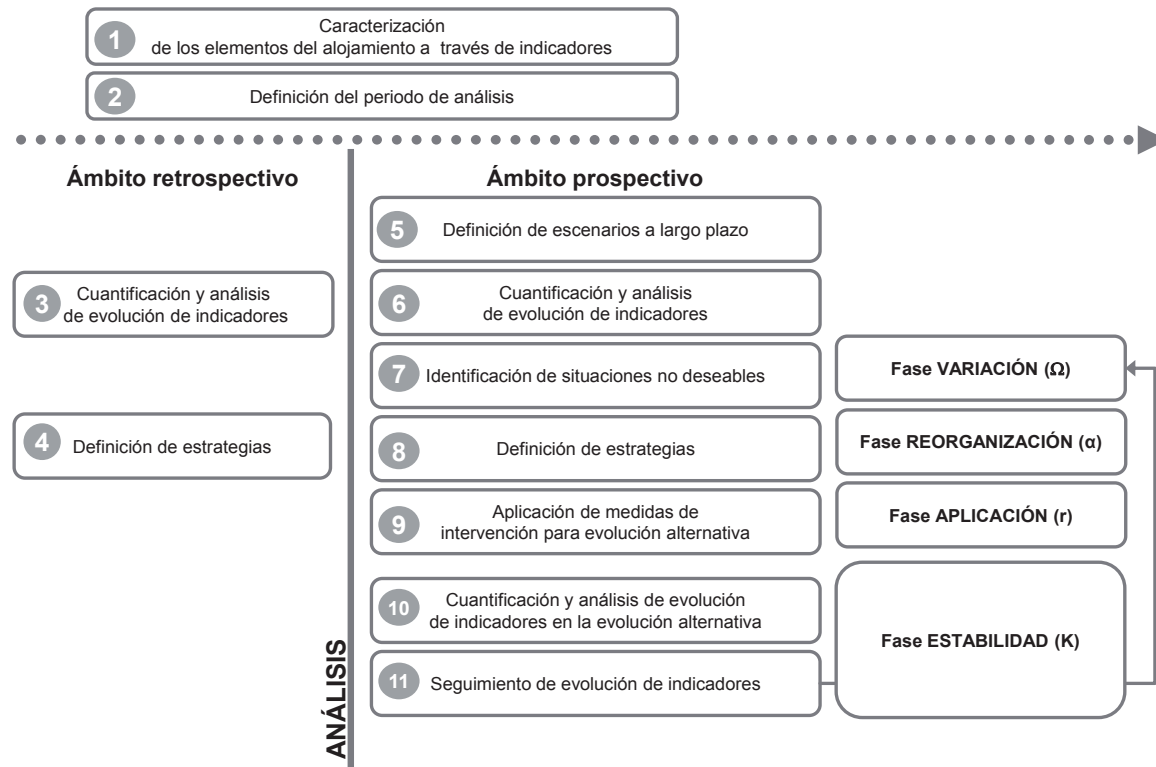 1
Caracterización
de los elementos del alojamiento a través de indicadores
2
Definición del periodo de análisis
Ámbito retrospectivo
3
Cuantificación y análisis
de evolución de indicadores
4
Definición de estrategias
ANÁLISIS
Ámbito prospectivo
5
Definición de escenarios a largo plazo
6
Cuantificación y análisis
de evolución de indicadores
7
Identificación de situaciones no deseables
Fase VARIACIÓN (Ω)
8
Definición de estrategias
Fase REORGANIZACIÓN (α)
9
Aplicación de medidas de
intervención para evolución alternativa
Fase APLICACIÓN (r)
10
Cuantificación y análisis de evolución
de indicadores en la evolución alternativa
11
Seguimiento de evolución de indicadores
Fase ESTABILIDAD (K)